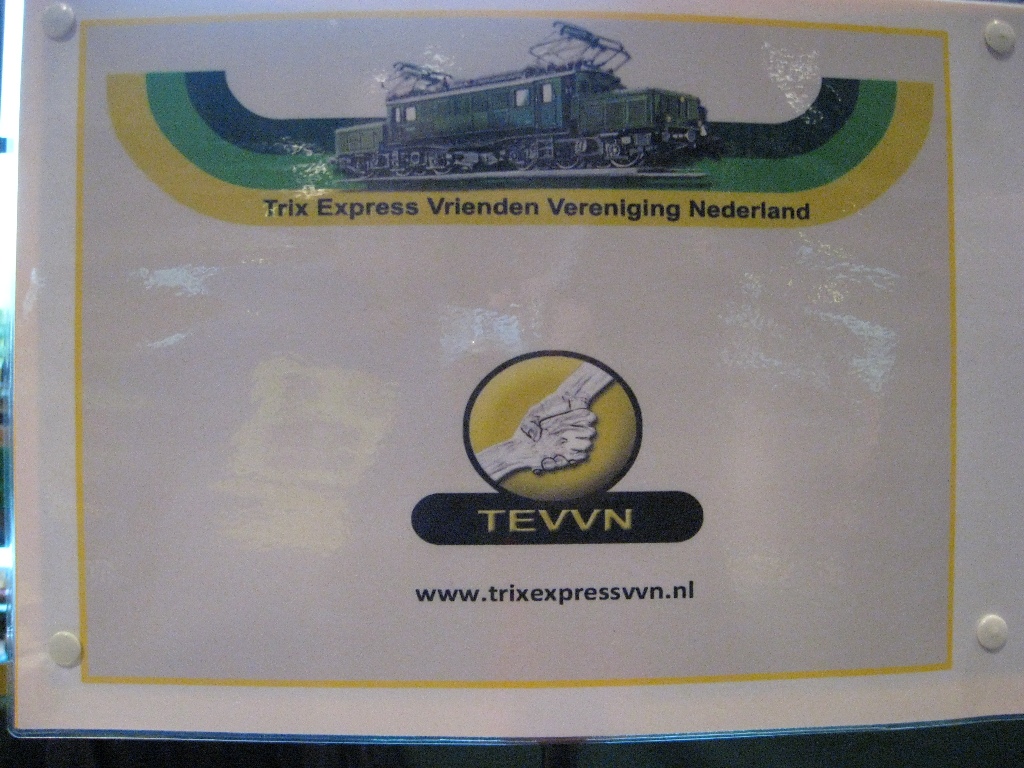 Trix Express Vrienden Vereniging Nederland
TEVVN
www.trixexpressvvn.nl